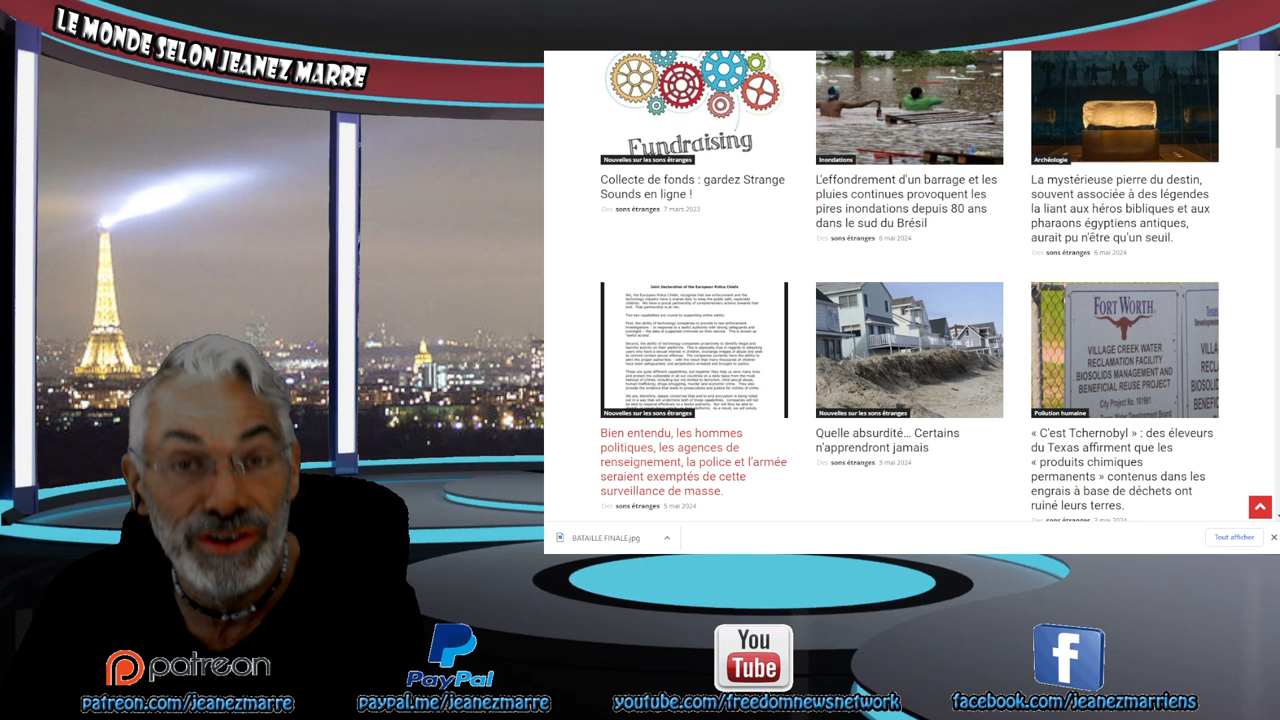 LE MONDE SELON JEANEZ MARRE
Fundraising
Nouvelles sur les sons étranges
Collecte de fonds : gardez Strange
Sounds en ligne !
Des sons étranges 7 mars 2023
Inondations
L'effondrement d'un barrage et les
pluies continues provoquent les
pires inondations depuis 80 ans
dans le sud du Brésil
Des sons étranges 6 mai 2024
Archéologie
La mystérieuse pierre du destin,
souvent associée à des légendes
la liant aux héros bibliques et aux
pharaons égyptiens antiques,
aurait pu n'être qu'un seuil.
Des sons étranges 6 mai 2024
Joint Declaration of the European Police Chiefs
Nouvelles sur les sons étranges
Bien entendu, les hommes
politiques, les agences de
renseignement, la police et l'armée
seraient exemptés de cette
surveillance de masse.
Des sons étranges 5 mai 2024
Nouvelles sur les sons étranges
Quelle absurdité... Certains
n'apprendront jamais
Des sons étranges 3 mai 2024
FORT WORTH
VILLAGE CREEK WATER
RECLAMATION FACILITY
BIOSOLIDS MANAGEMENT AND
BENEFICIAL REUSE PROJECT
City Project No. 101961
Pollution humaine
« C'est Tchernobyl » : des éleveurs
du Texas affirment que les
« produits chimiques
permanents » contenus dans les
engrais à base de déchets ont
ruiné leurs terres.
BATAILLE FINALE.jpg
Tout afficher
patreon
patreon.com/jeanezmarre
PayPal
paypal.me/jeanezmarre
You
Tube
youtube.com/freedomnewsnetwork
f
facebook.com/jeanezmarriens